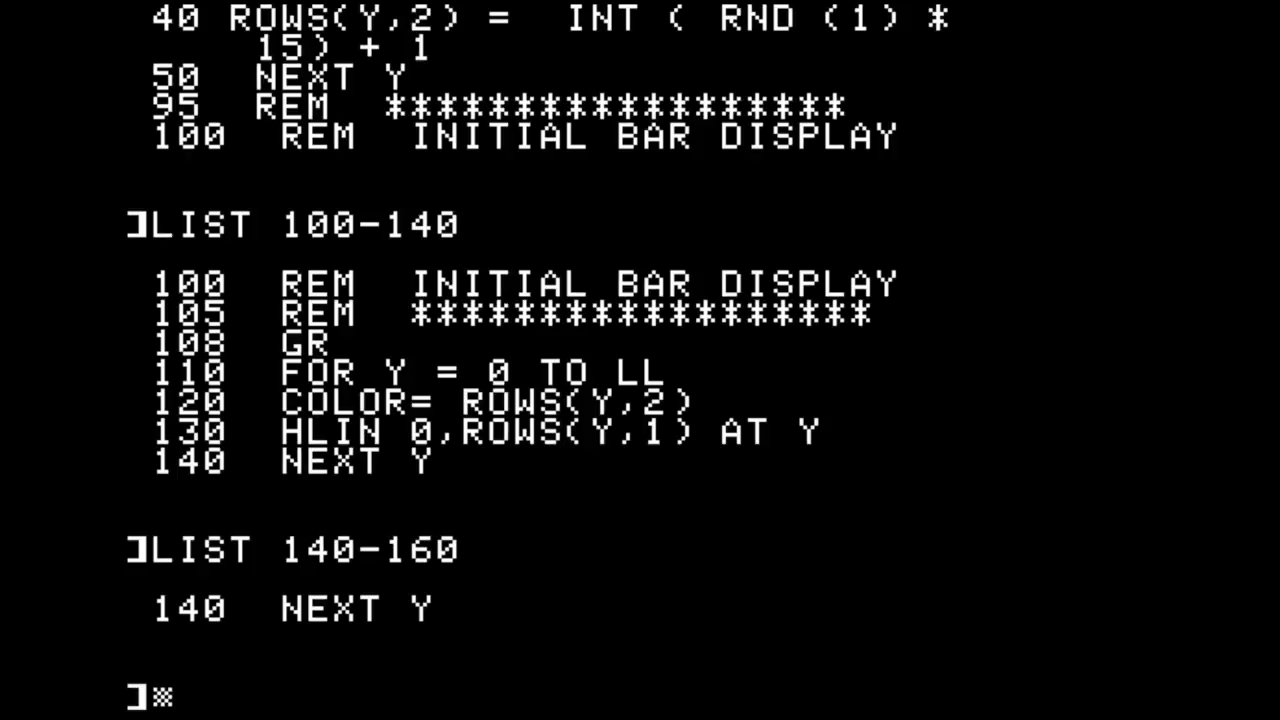 40 ROWS(Y,2) =  INT ( RND (1) *
15) + 1
50  NEXT Y
95  REM  ******************
100  REM  INITIAL BAR DISPLAY
]LIST 100-140
100  REM  INITIAL BAR DISPLAY
105  REM  ******************
108  GR
110  FOR Y = 0 TO LL
120  COLOR= ROWS(Y,2)
130  HLIN 0,ROWS(Y,1) AT Y
140  NEXT Y
]LIST 140-160
140  NEXT Y
]